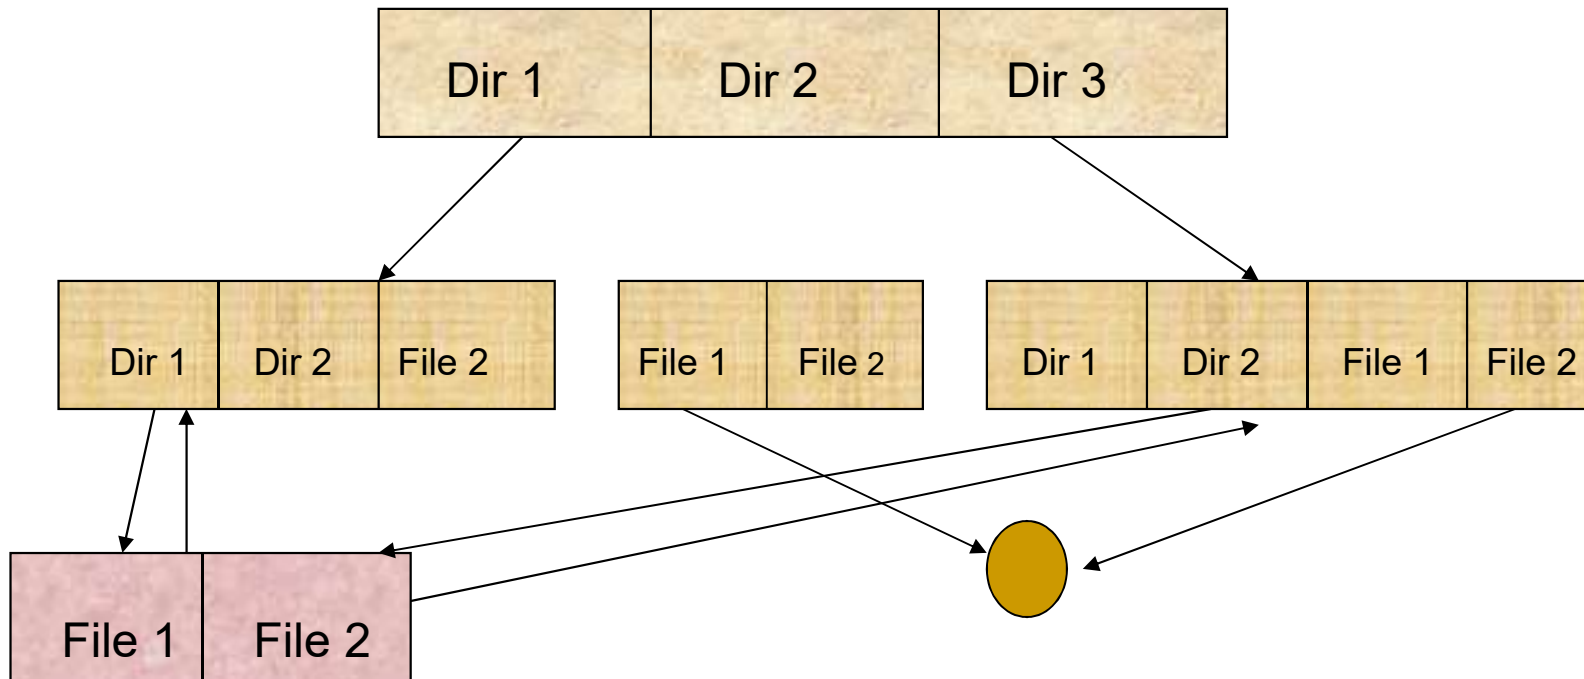 Dir 1 Dir 2 Dir 3
Dir 1 Dir 2 File 2 File 1 File 2 Dir 1 Dir 2 File 1 File 2
File 1 File 2